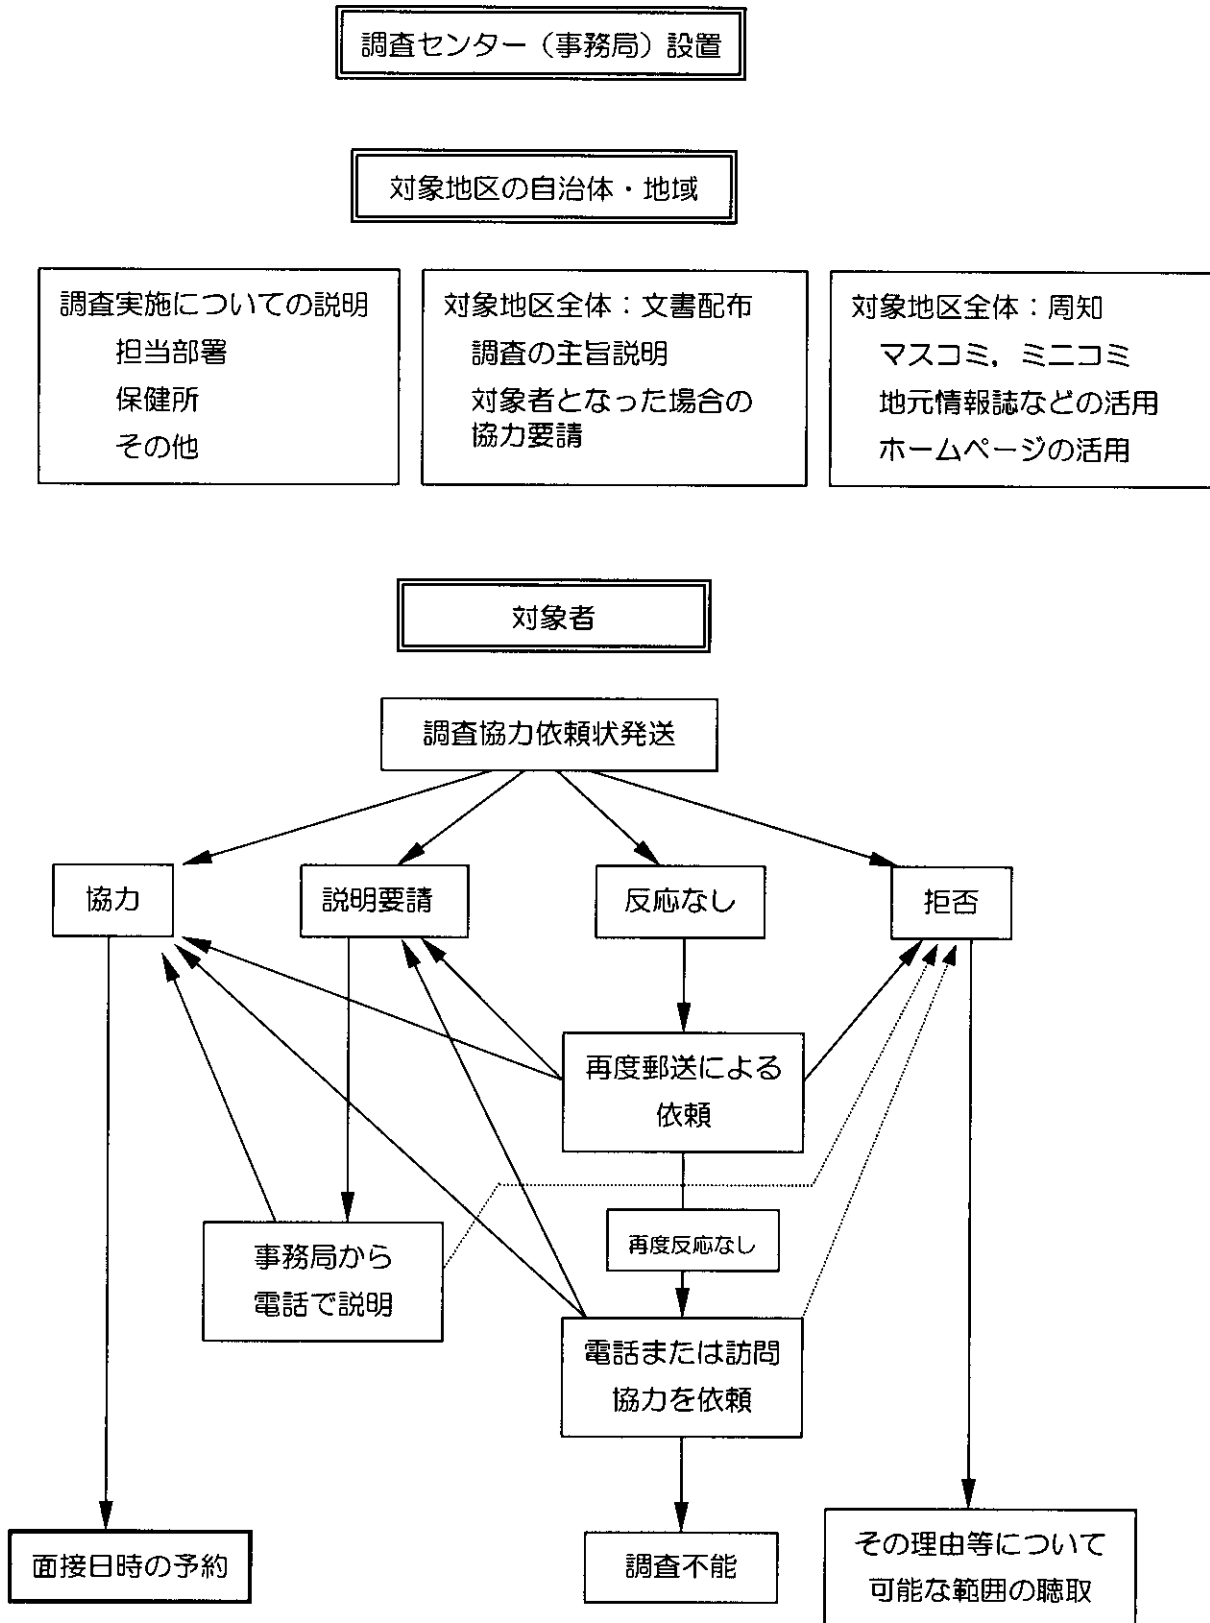 調査センター（事務局）設置
対象地区の自治体・地域
調査実施についての説明
担当部署
保健所
その他
対象地区全体：文書配布
調査の主旨説明
対象者となった場合の
協力要請
対象地区全体：周知
マスコミ，ミニコミ
地元情報誌などの活用
ホームページの活用
対象者
調査協力依頼状発送
協力
説明要請
反応なし
拒否
再度郵送による
依頼
事務局から
電話で説明
再度反応なし
電話または訪問
協力を依頼
面接日時の予約
調査不能
その理由等について
可能な範囲の聴取